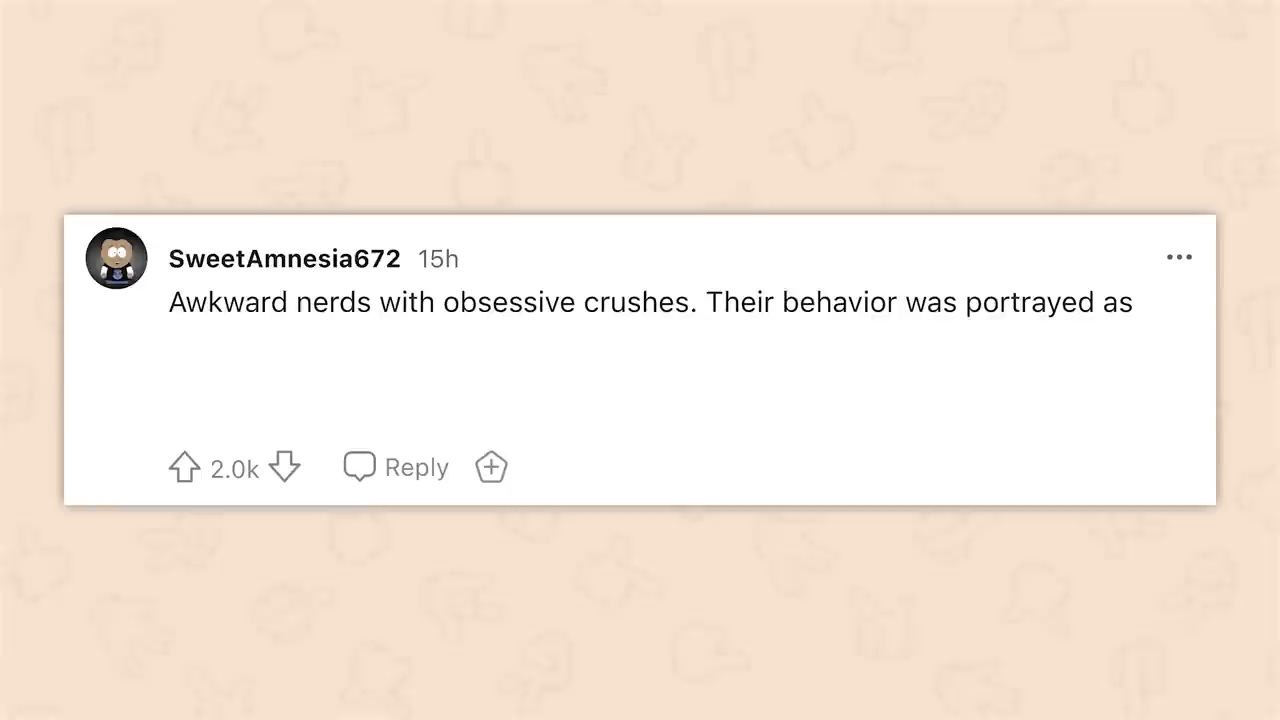 SweetAmnesia672 15h
Awkward nerds with obsessive crushes. Their behavior was portrayed as
2.0k Reply